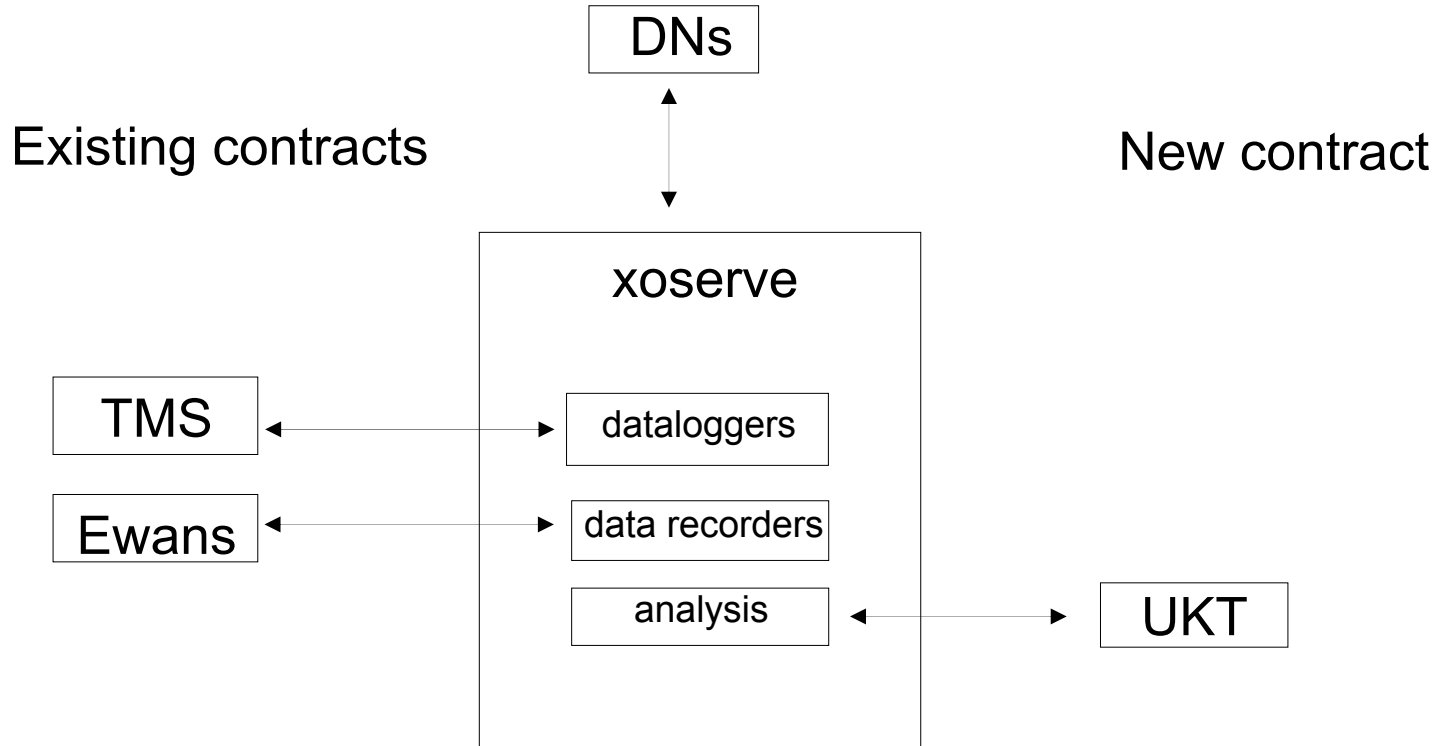 DNs
Existing contracts
New contract
xoserve
TMS
dataloggers
Ewans
data recorders
analysis
UKT